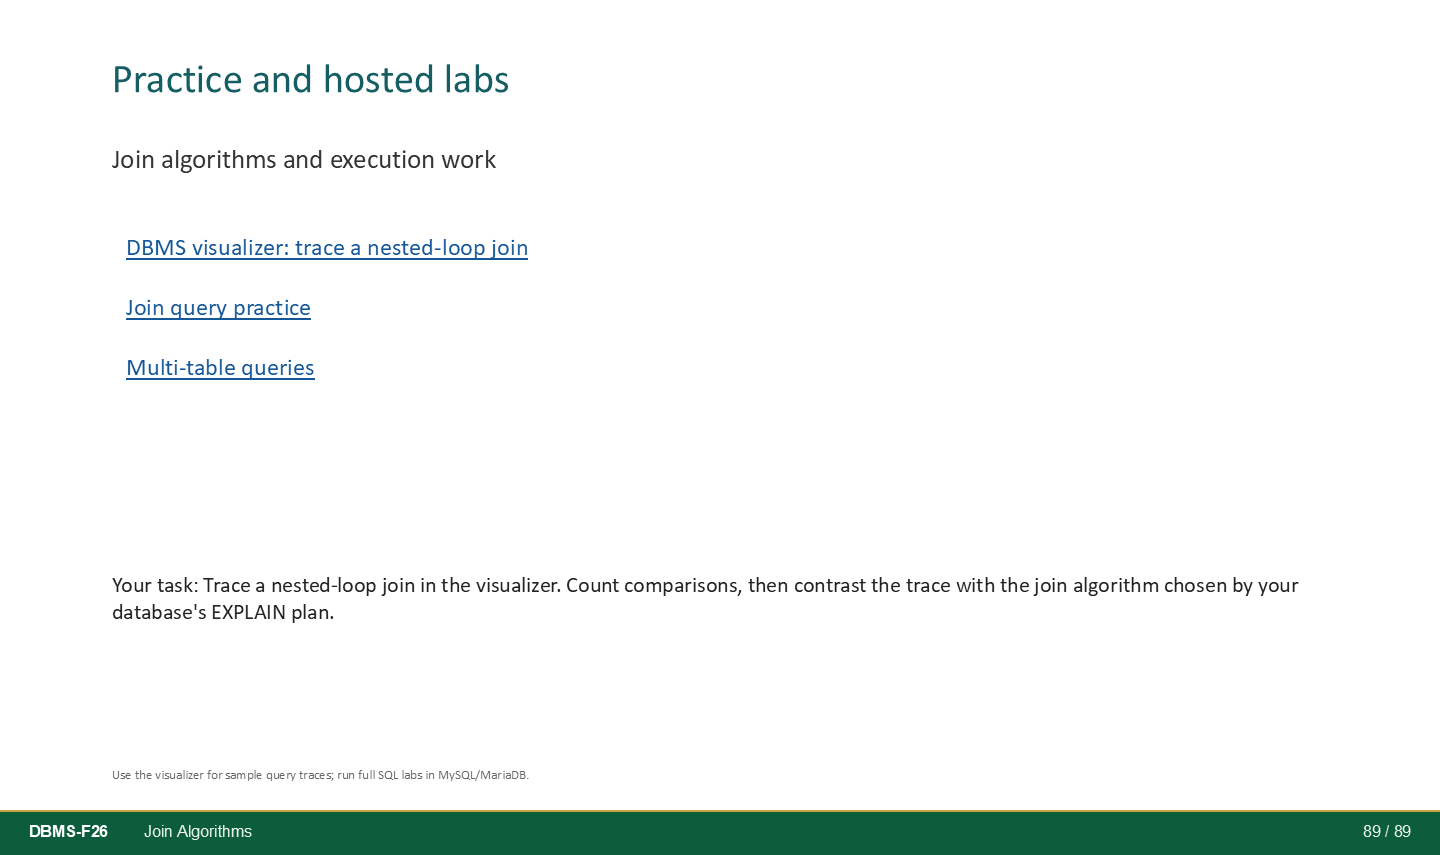 Practice and hosted labs
Join algorithms and execution work
DBMS visualizer: trace a nested-loop join
Join query practice
Multi-table queries
Your task: Trace a nested-loop join in the visualizer. Count comparisons, then contrast the trace with the join algorithm chosen by your
database's EXPLAIN plan.
Use the visualizer for sample query traces; run full SQL labs in MySQL/MariaDB.
DBMS-F26 Join Algorithms 89 / 89